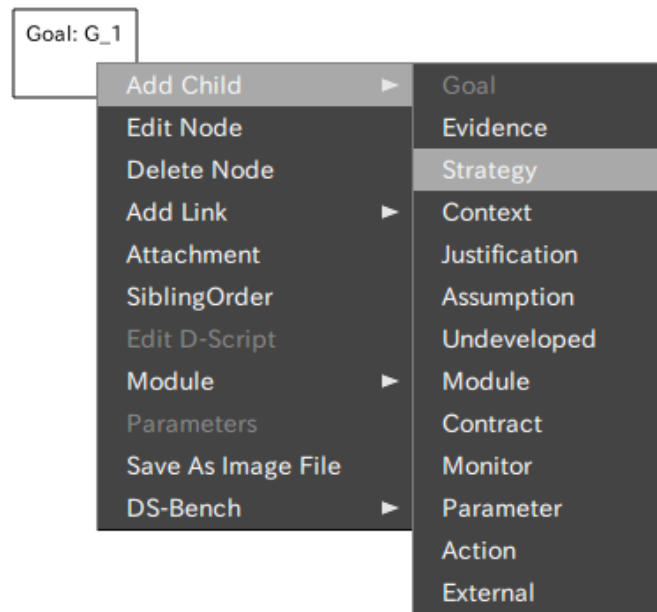 Goal: G_1
Add Child
Edit Node
Delete Node
Add Link
Attachment
SiblingOrder
Edit D-Script
Module
Parameters
Save As Image File
DS-Bench
Goal
Evidence
Strategy
Context
Justification
Assumption
Undeveloped
Module
Contract
Monitor
Parameter
Action
External